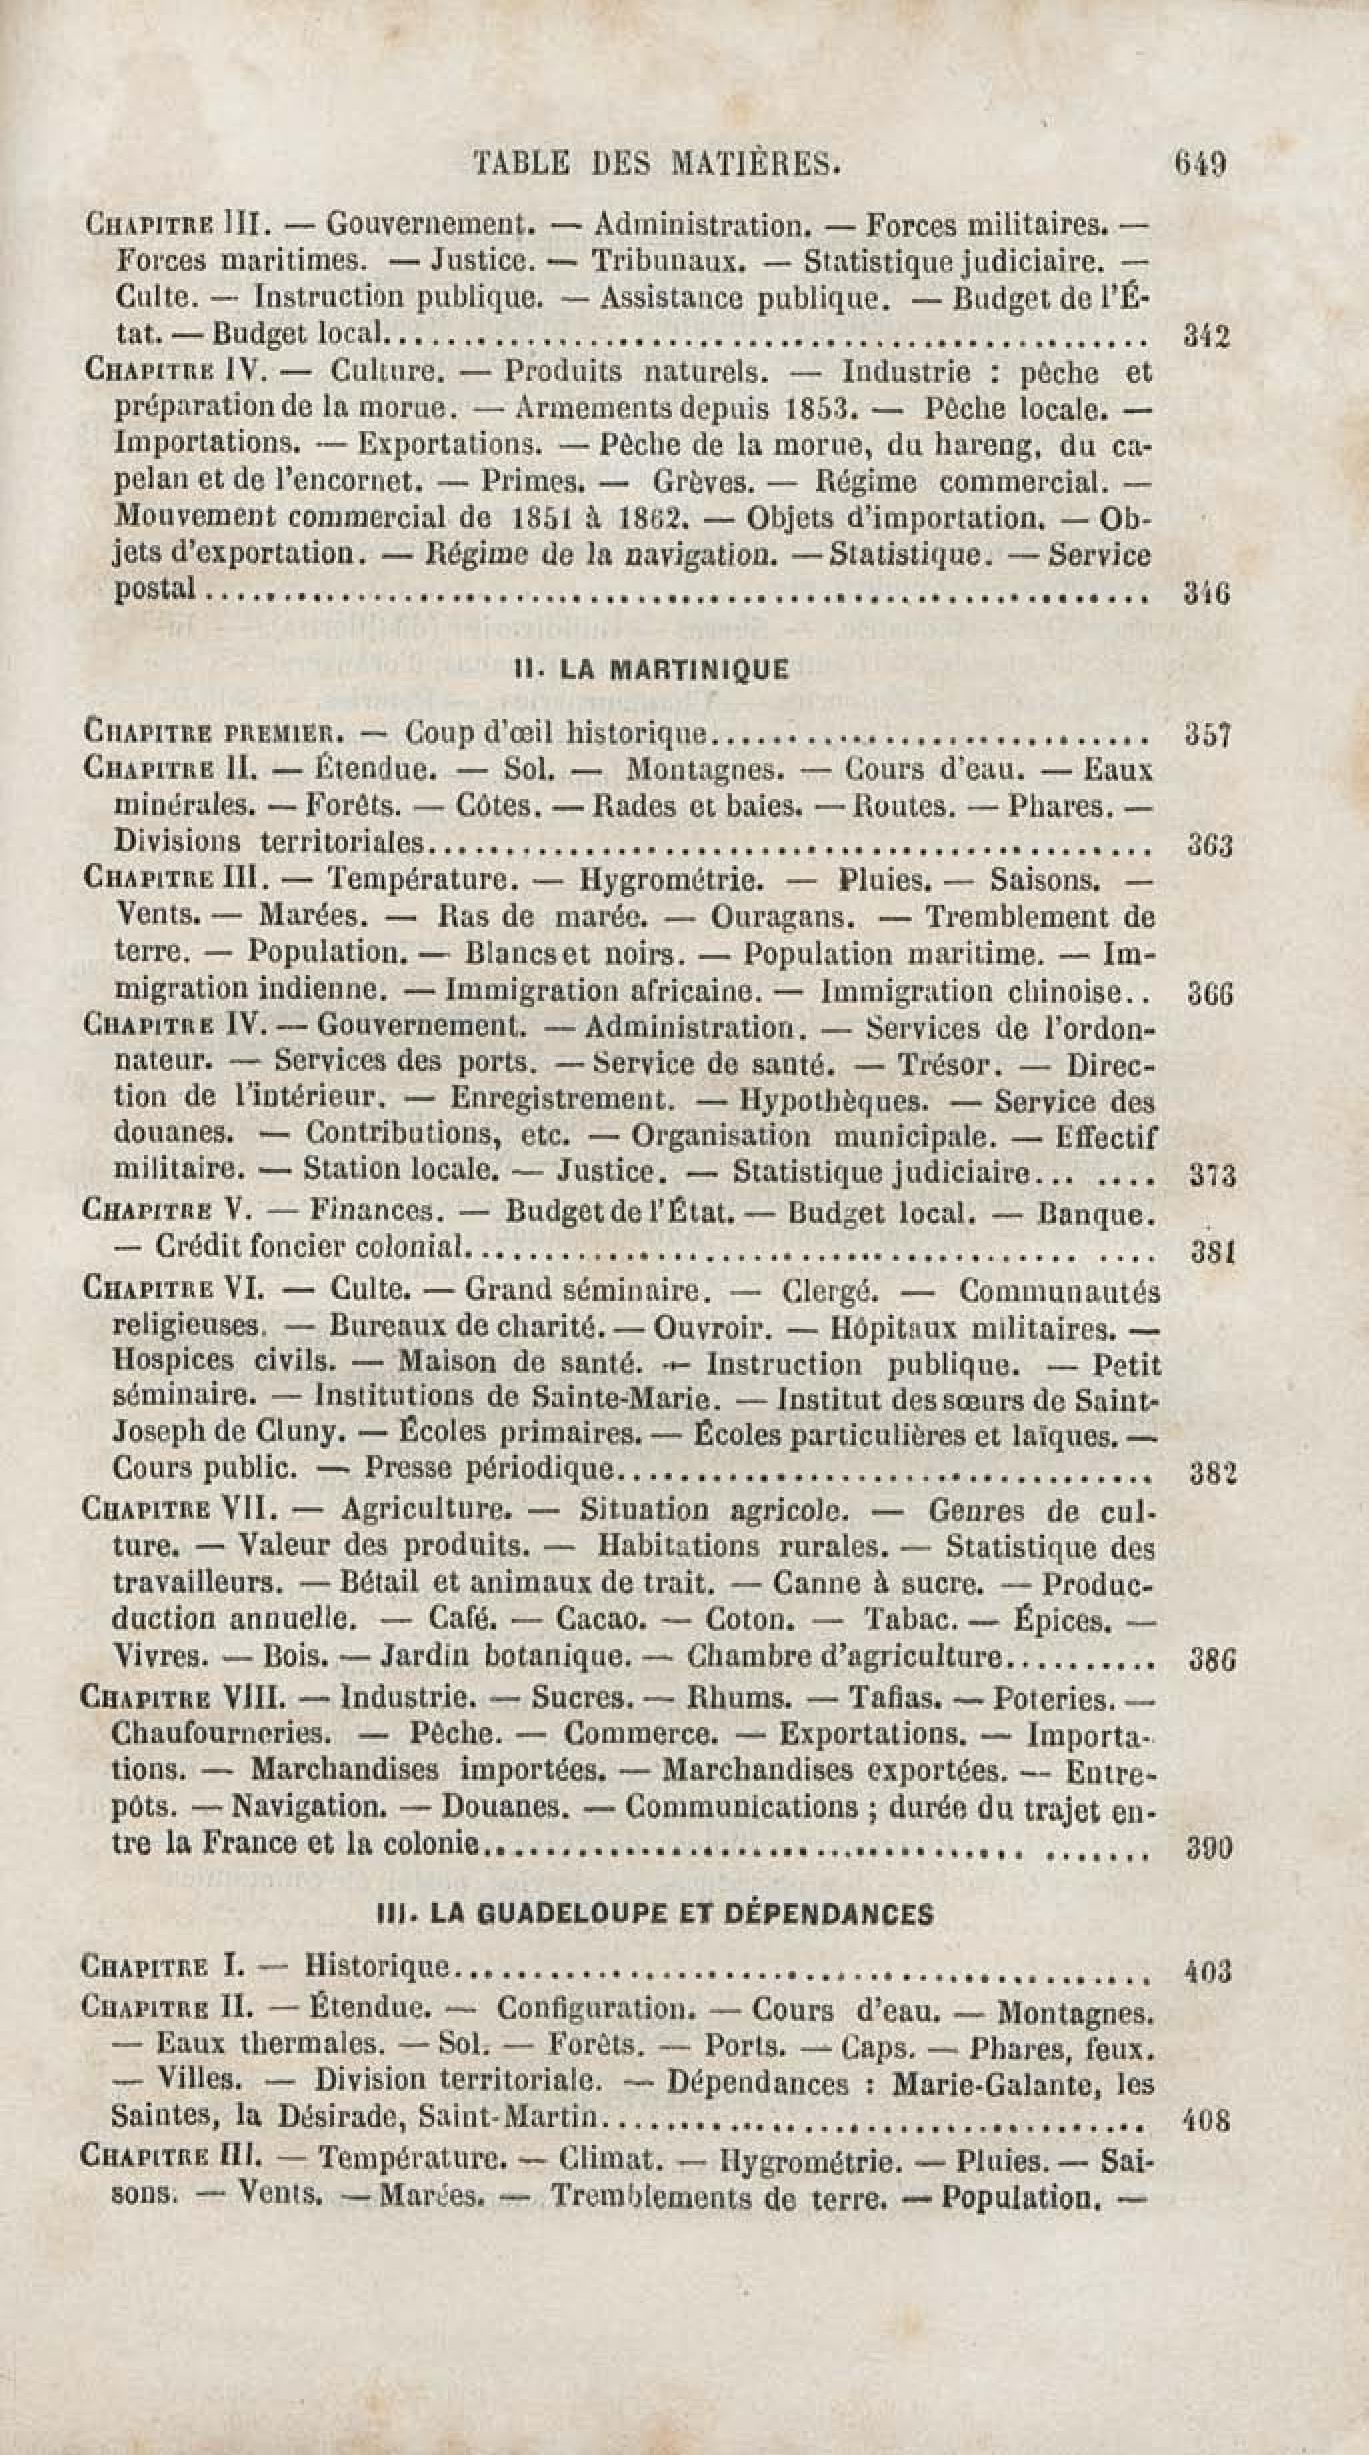 TABLE DES MATIÈRES. 649
CHAPITRE III. — Gouvernement. — Administration. — Forces militaires. —
Forces maritimes. — Justice. — Tribunaux. — Statistique judiciaire. —
Culte. — Instruction publique. — Assistance publique. — Budget de l'É-
tat. — Budget local................................................ 342
CHAPITRE IV. — Culture. — Produits naturels. — Industrie : pêche et
préparation de la morue. — Armements depuis 1853. — Pêche locale. —
Importations. — Exportations. — Pêche de la morue, du hareng, du ca-
pelan et de l'encornet. — Primes. — Grèves. — Régime commercial. —
Mouvement commercial de 1851 à 1862. — Objets d'importation. — Ob-
jets d'exportation. — Régime de la navigation. — Statistique. — Service
postal ............................................................ 346
II. LA MARTINIQUE
CHAPITRE PREMIER. — Coup d'œil historique............................ 357
CHAPITRE II. — Étendue. — Sol. — Montagnes. — Cours d'eau. — Eaux
minérales. — Forêts. — Côtes. — Rades et baies. — Routes. — Phares. —
Divisions territoriales.............................................. 363
CHAPITRE III. — Température. — Hygrométrie. — Pluies. — Saisons. —
Vents. — Marées. — Ras de marée. — Ouragans. — Tremblement de
terre. — Population. — Blancs et noirs. — Population maritime. — Im-
migration indienne. — Immigration africaine. — Immigration chinoise.. 366
CHAPITRE IV. — Gouvernement. — Administration. — Services de l'ordon-
nateur. — Services des ports. — Service de santé. — Trésor. — Direc-
tion de l'intérieur. — Enregistrement. — Hypothèques. — Service des
douanes. — Contributions, etc. — Organisation municipale. — Effectif
militaire. — Station locale. — Justice. — Statistique judiciaire... .... 373
CHAPITRE V. — Finances. — Budget de l'État. — Budget local. — Banque.
— Crédit foncier colonial....................................... .... 381
CHAPITRE VI. — Culte. — Grand séminaire. — Clergé. — Communautés
religieuses. — Bureaux de charité. — Ouvroir. — Hôpitaux militaires. —
Hospices civils. — Maison de santé. — Instruction publique. — Petit
séminaire. — Institutions de Sainte-Marie. — Institut des sœurs de Saint-
Joseph de Cluny. — Écoles primaires. — Écoles particulières et laïques. —
Cours public. — Presse périodique.................................. 382
CHAPITRE VII. — Agriculture. — Situation agricole. — Genres de cul-
ture. — Valeur des produits. — Habitations rurales. — Statistique des
travailleurs. — Bétail et animaux de trait. — Canne à sucre. — Produc-
duction annuelle. — Café. — Cacao. — Coton. — Tabac. — Épices. —
Vivres. — Bois. — Jardin botanique. — Chambre d'agriculture.......... 386
CHAPITRE VIII. — Industrie. — Sucres. — Rhums. — Tafias. — Poteries. —
Chaufourneries. — Pêche. — Commerce. — Exportations. — Importa-
tions. — Marchandises importées. — Marchandises exportées. — Entre-
pôts. — Navigation. — Douanes. — Communications ; durée du trajet en-
tre la France et la colonie.................................. ....... 390
III. LA GUADELOUPE ET DÉPENDANCES
CHAPITRE I. — Historique............................................ 403
CHAPITRE II. — Étendue. — Configuration. — Cours d'eau. — Montagnes.
— Eaux thermales. — Sol. — Forêts. — Ports. — Caps. — Phares, feux.
— Villes. — Division territoriale. — Dépendances : Marie-Galante, les
Saintes, la Désirade, Saint-Martin................................... 408
CHAPITRE III. — Température. — Climat. — Hygrométrie. — Pluies. — Sai-
sons. — Vents. — Marées. — Tremblements de terre. — Population. —